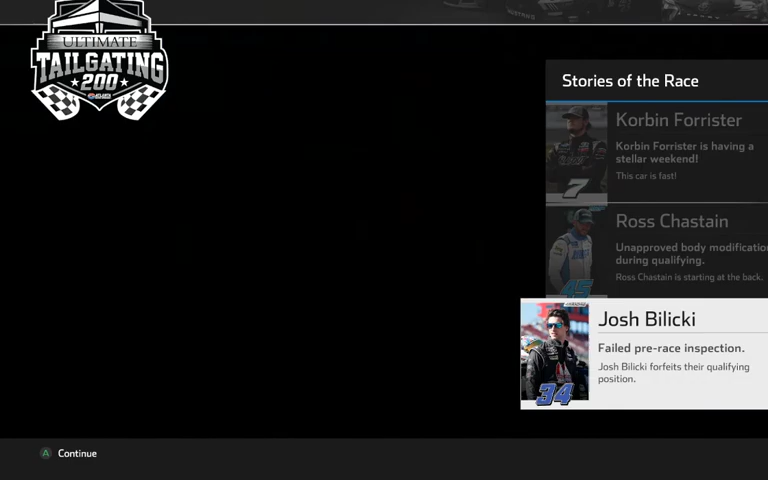 ULTIMATE
TAILGATING
200
Stories of the Race
Korbin Forrister
Korbin Forrister is having a
stellar weekend!
This car is fast!
7
Ross Chastain
Unapproved body modificatio
during qualifying.
Ross Chastain is starting at the back.
45
Josh Bilicki
Failed pre-race inspection.
Josh Bilicki forfeits their qualifying
position.
34
A Continue